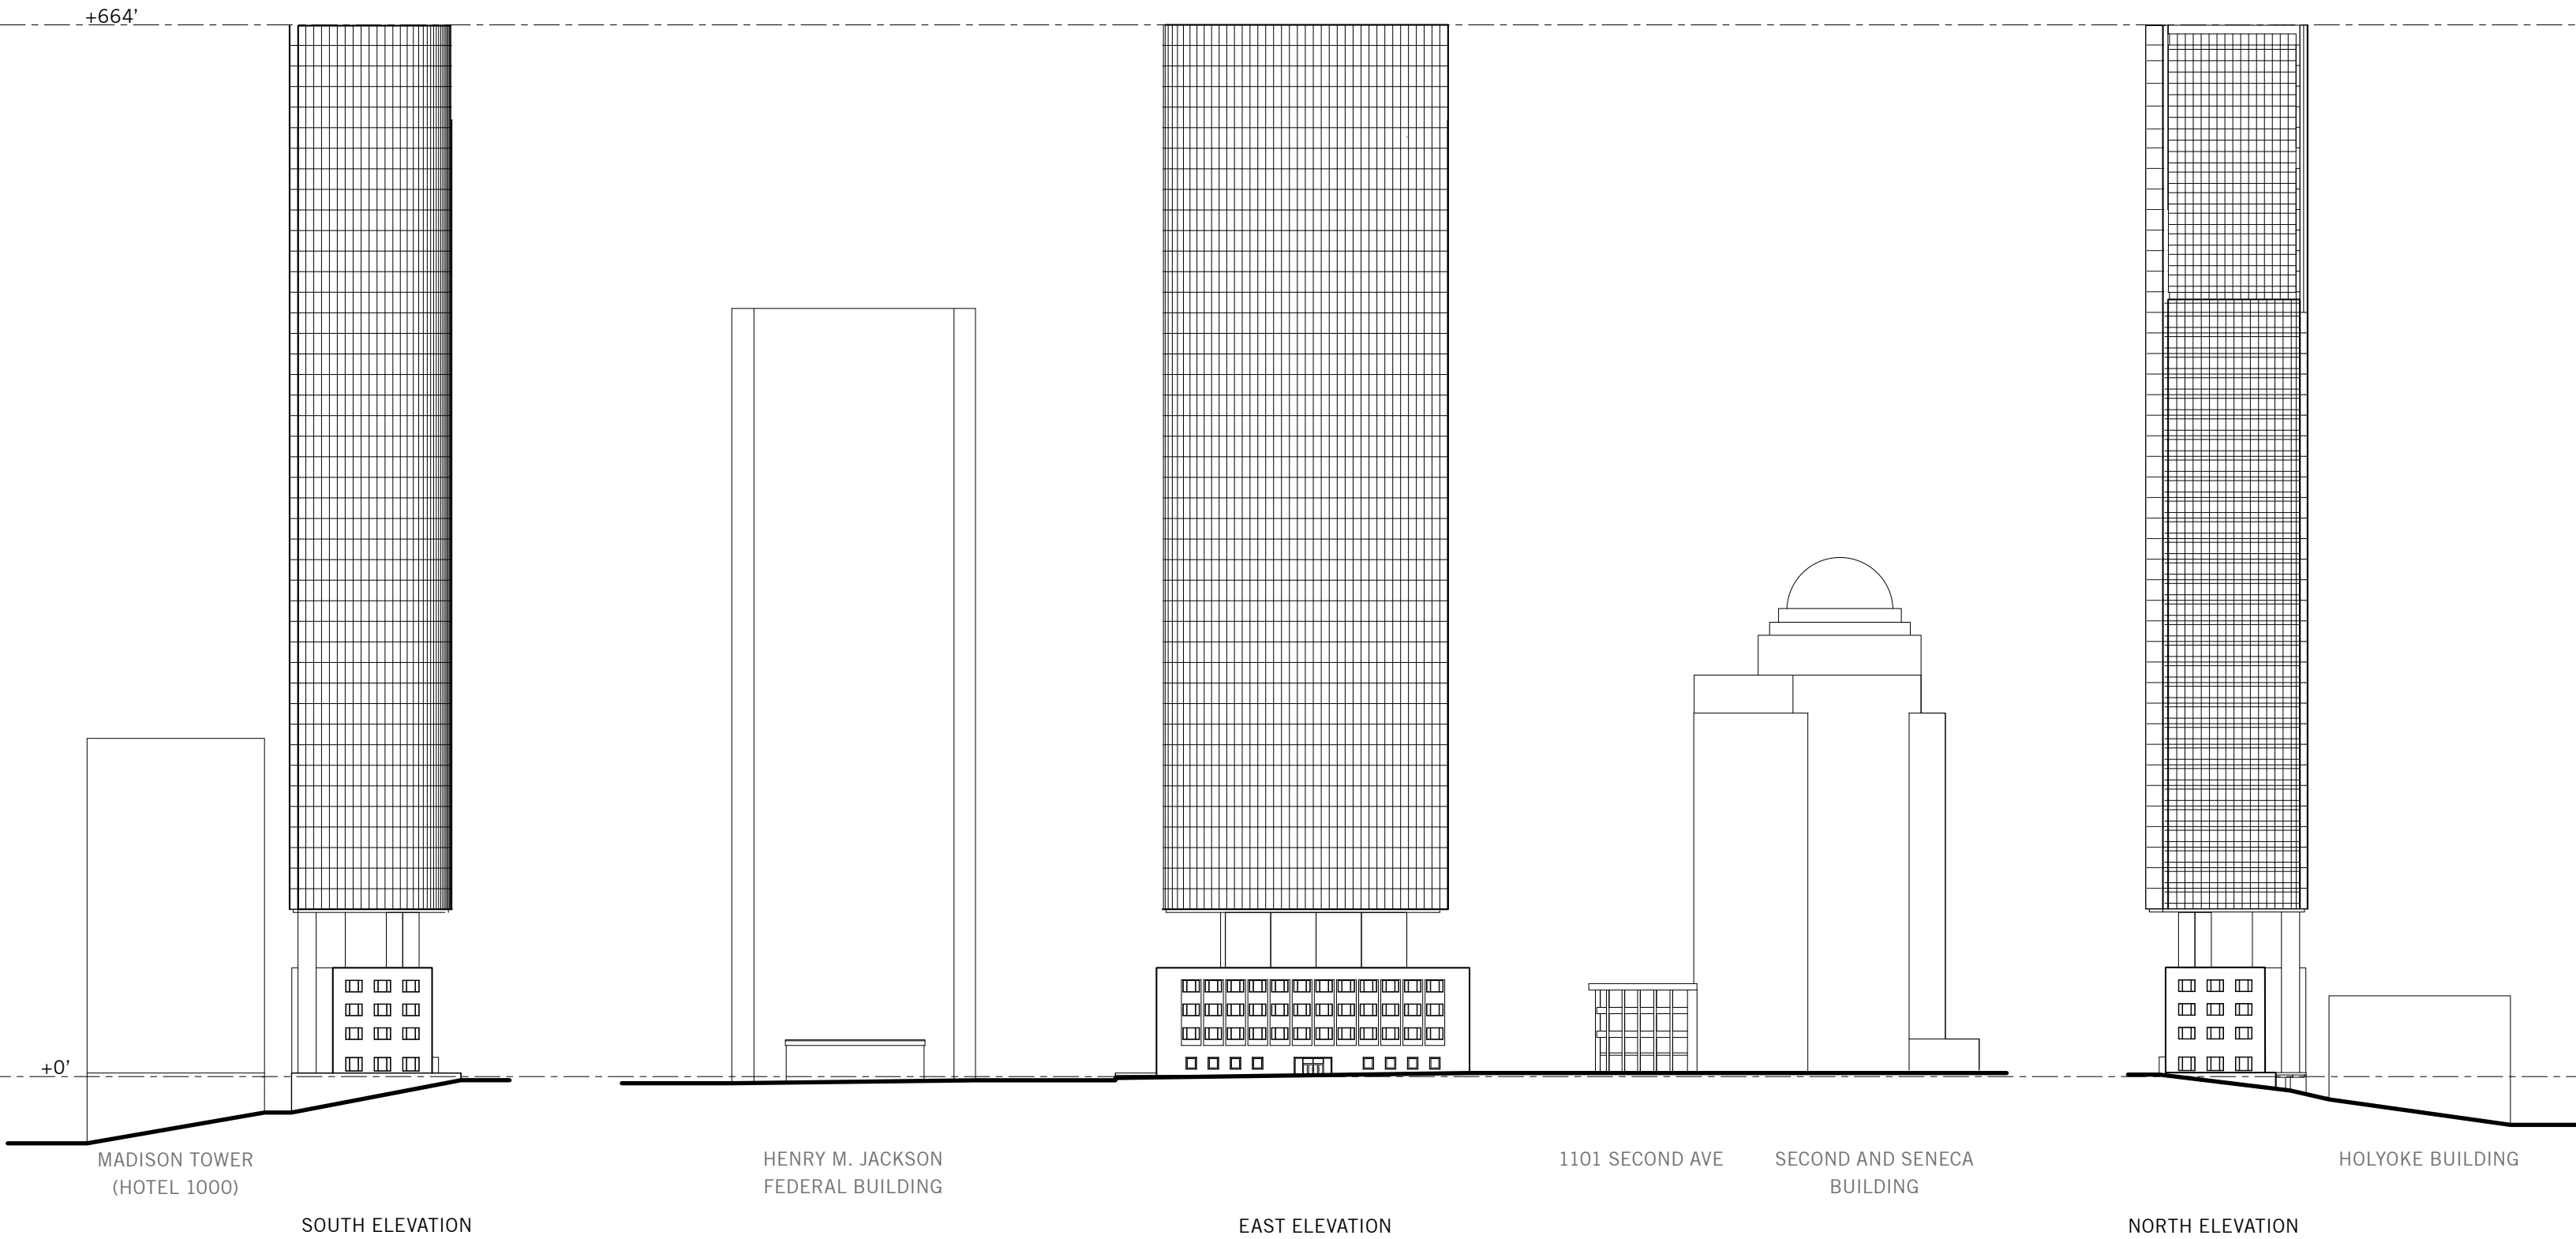 +664'
+0'
MADISON TOWER
(HOTEL 1000)
HENRY M. JACKSON
FEDERAL BUILDING
1101 SECOND AVE
SECOND AND SENECA
BUILDING
HOLYOKE BUILDING
SOUTH ELEVATION
EAST ELEVATION
NORTH ELEVATION